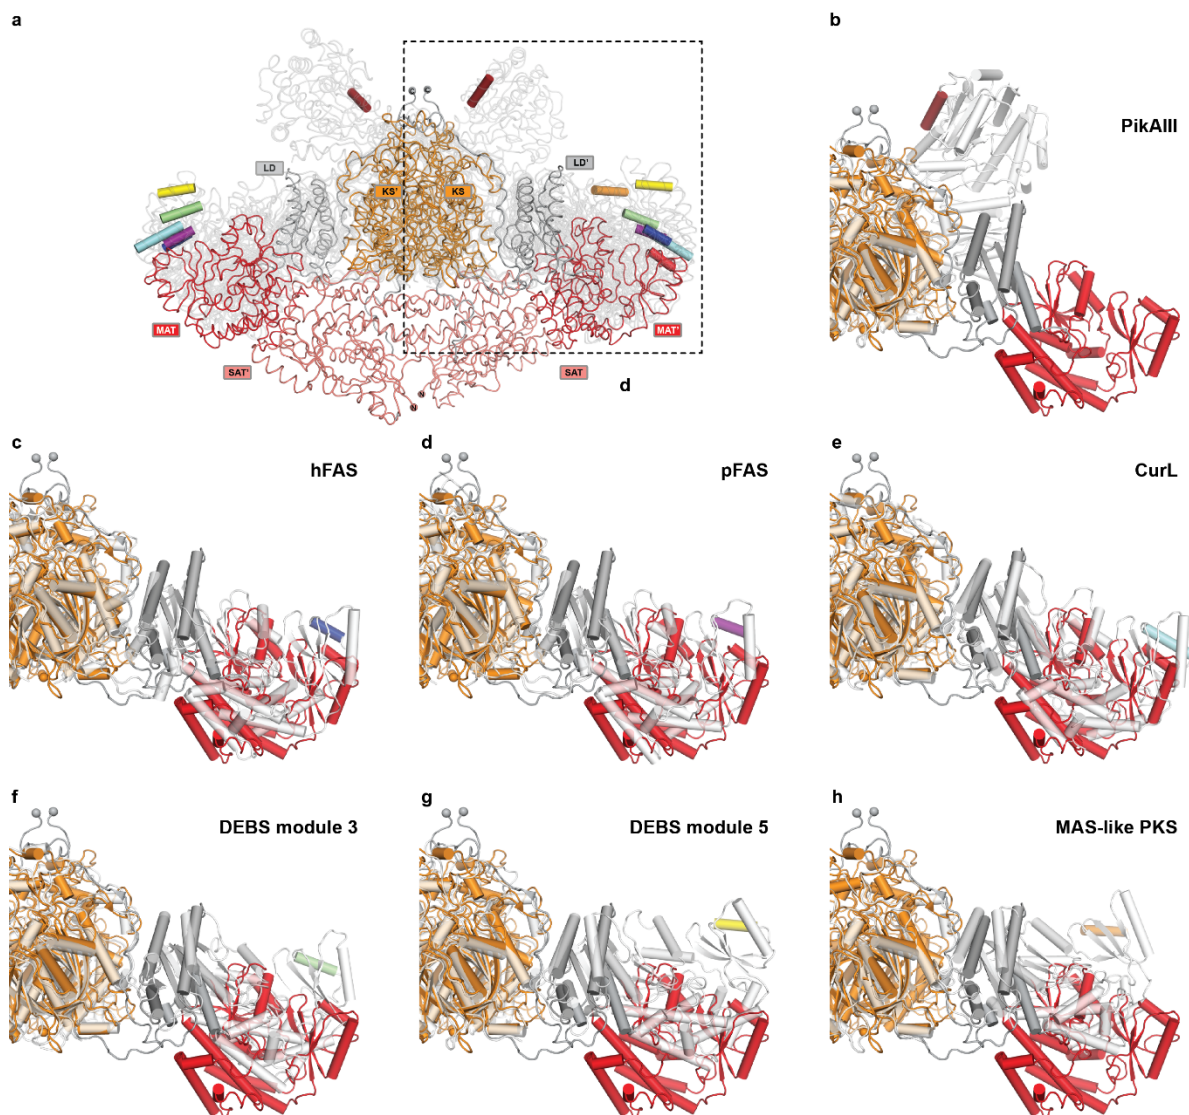 a
b
C
C
LD
LD'
KS'
KS
MAT
MAT'
SAT'
SAT
N
N
d
PikAIII
c
hFAS
d
pFAS
e
CurL
f
DEBS module 3
g
DEBS module 5
h
MAS-like PKS